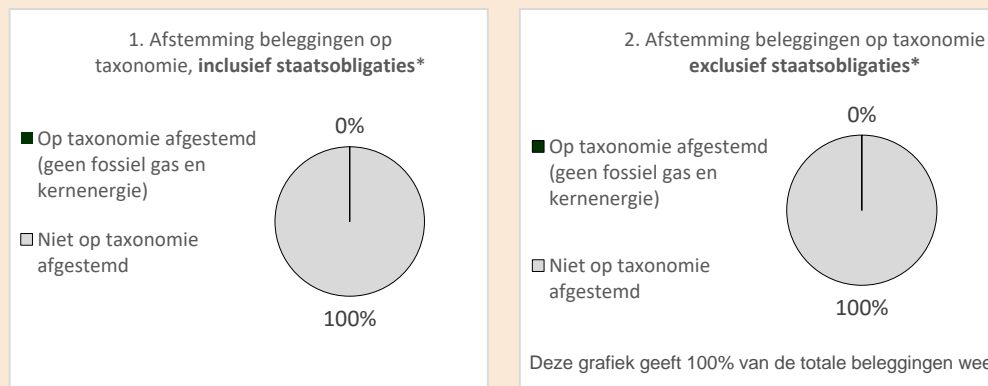 1. Afstemming beleggingen op
taxonomie, inclusief staatsobligaties*
Op taxonomie afgestemd
(geen fossiel gas en
kernenergie)
Niet op taxonomie
afgestemd
0%
100%
2. Afstemming beleggingen op taxonomie
exclusief staatsobligaties*
Op taxonomie afgestemd
(geen fossiel gas en
kernenergie)
Niet op taxonomie
afgestemd
0%
100%
Deze grafiek geeft 100% van de totale beleggingen